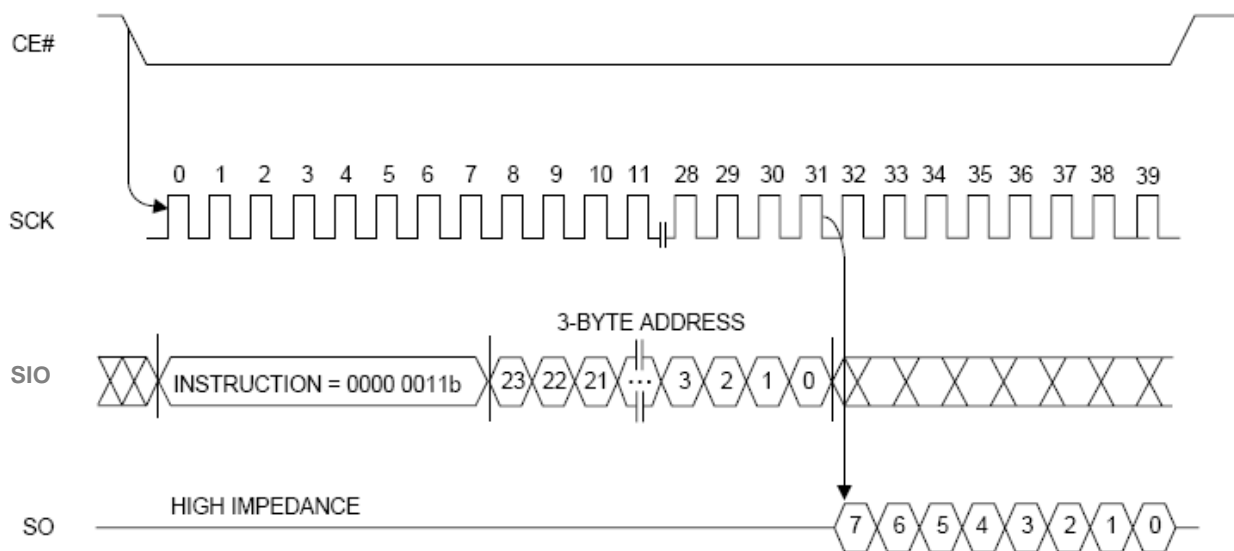 CE#
0 1 2 3 4 5 6 7 8 9 10 11 28 29 30 31 32 33 34 35 36 37 38 39
SCK
3-BYTE ADDRESS
SIO INSTRUCTION = 0000 0011b 23 22 21 ... 3 2 1 0
HIGH IMPEDANCE
SO 7 6 5 4 3 2 1 0